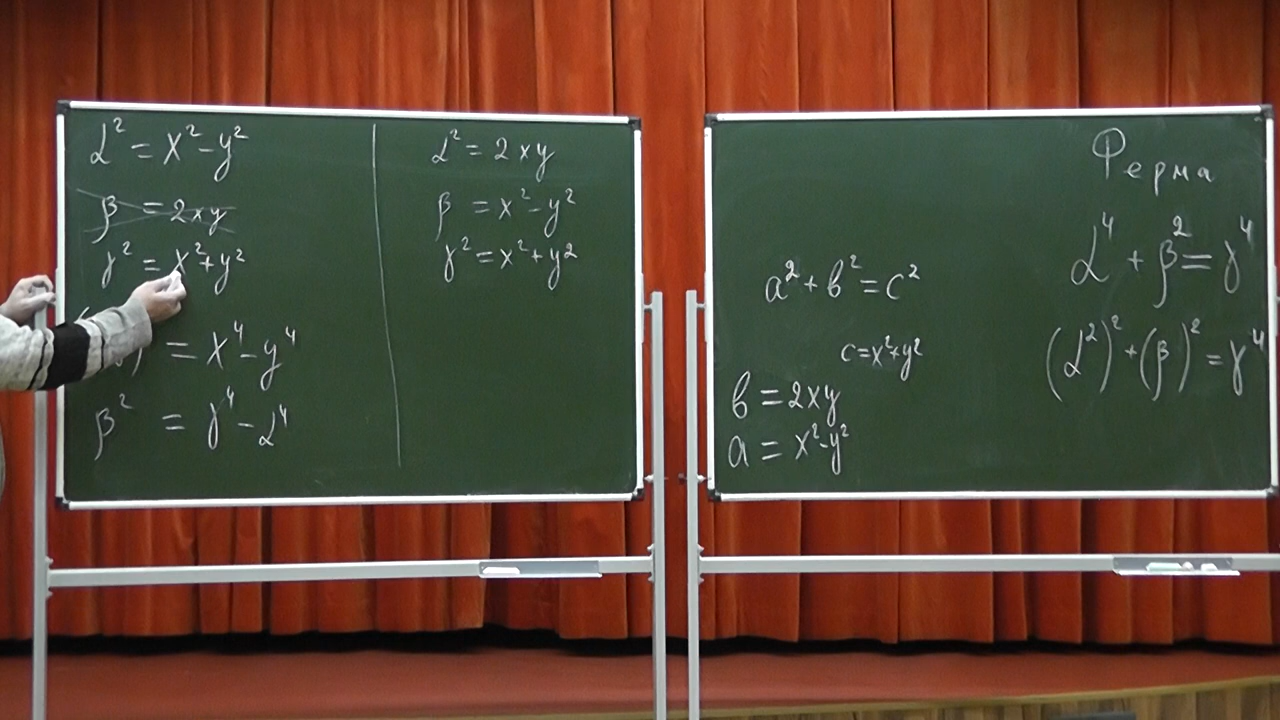 α² = x² - y²
β = 2xy
γ² = x² + y²
= x⁴ - y⁴
β² = γ⁴ - α⁴
α² = 2xy
β = x² - y²
γ² = x² + y²
Ферма
α⁴ + β² = γ⁴
a² + в² = c²
(α²)² + (β)² = γ⁴
c = x² + y²
в = 2xy
a = x² - y²